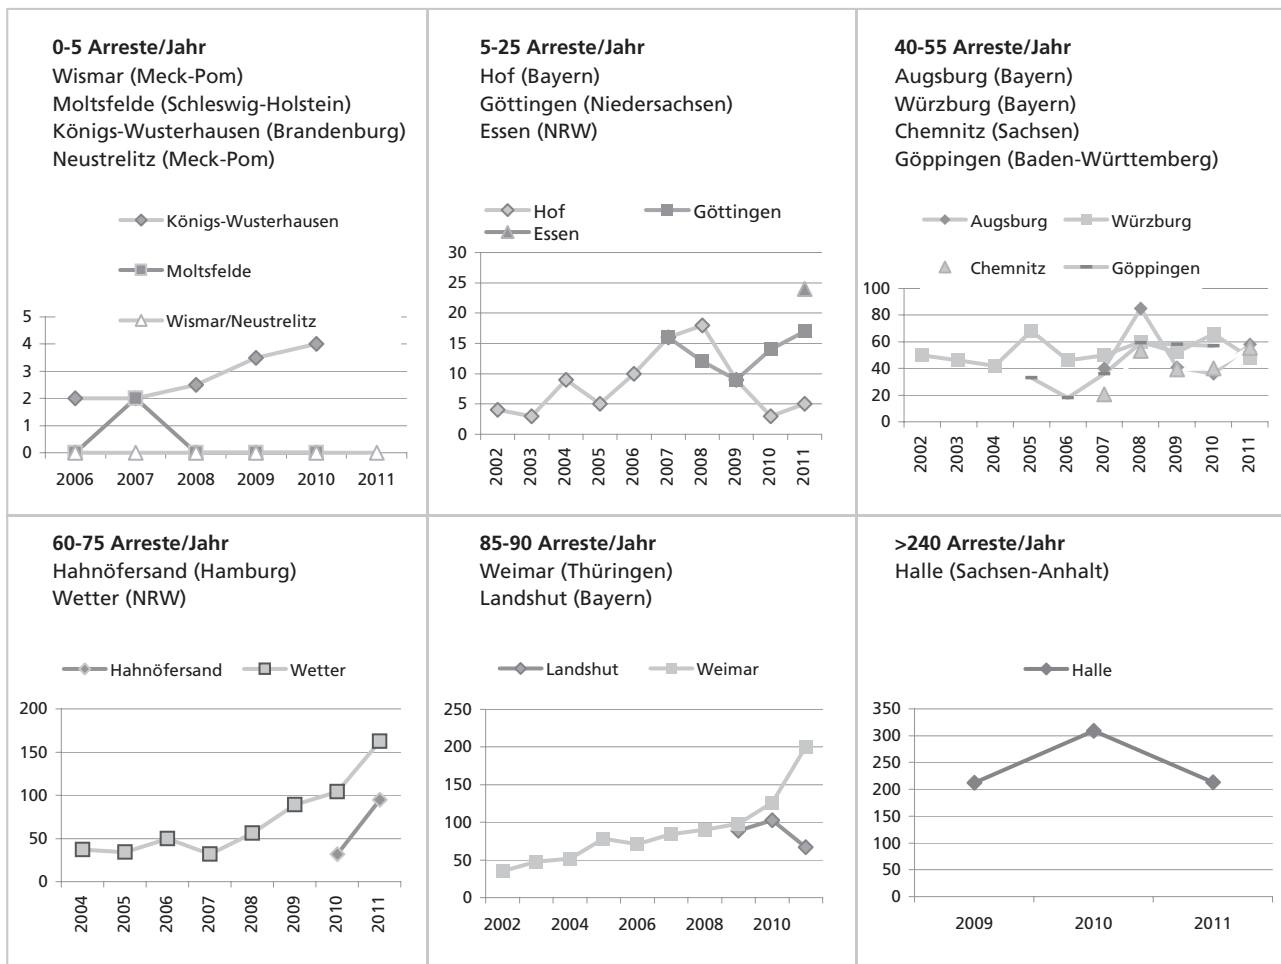 0-5 Arreste/Jahr
Wismar (Meck-Pom)
Moltsfelde (Schleswig-Holstein)
Königs-Wusterhausen (Brandenburg)
Neustrelitz (Meck-Pom)
Königs-Wusterhausen
Moltsfelde
Wismar/Neustrelitz
5
4
3
2
1
0
2006 2007 2008 2009 2010 2011
5-25 Arreste/Jahr
Hof (Bayern)
Göttingen (Niedersachsen)
Essen (NRW)
Hof Göttingen
Essen
30
25
20
15
10
5
0
2002 2003 2004 2005 2006 2007 2008 2009 2010 2011
40-55 Arreste/Jahr
Augsburg (Bayern)
Würzburg (Bayern)
Chemnitz (Sachsen)
Göppingen (Baden-Württemberg)
Augsburg Würzburg
Chemnitz Göppingen
100
80
60
40
20
0
2002 2003 2004 2005 2006 2007 2008 2009 2010 2011
60-75 Arreste/Jahr
Hahnöfersand (Hamburg)
Wetter (NRW)
Hahnöfersand Wetter
200
150
100
50
0
2004 2005 2006 2007 2008 2009 2010 2011
85-90 Arreste/Jahr
Weimar (Thüringen)
Landshut (Bayern)
Landshut Weimar
250
200
150
100
50
0
2002 2004 2006 2008 2010
>240 Arreste/Jahr
Halle (Sachsen-Anhalt)
Halle
350
300
250
200
150
100
50
0
2009 2010 2011